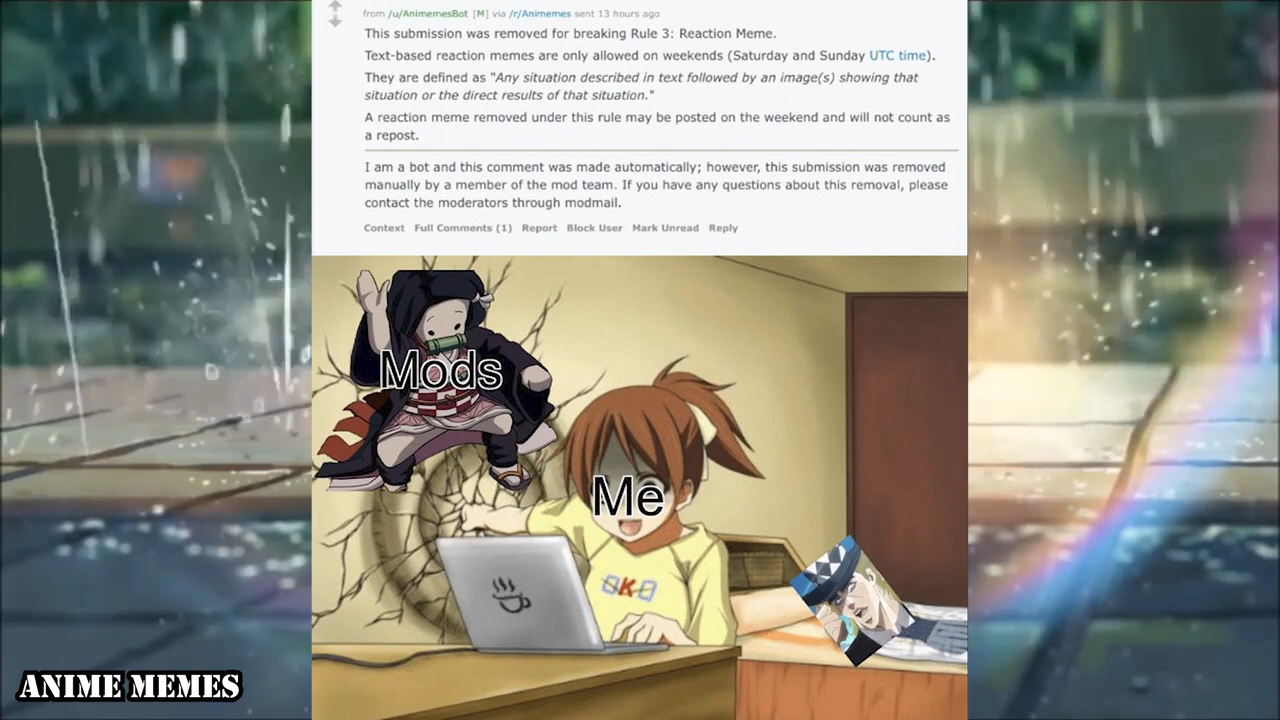 from /u/AnimemesBot [M] via /r/Animemes sent 13 hours ago
This submission was removed for breaking Rule 3: Reaction Meme.
Text-based reaction memes are only allowed on weekends (Saturday and Sunday UTC time).
They are defined as "Any situation described in text followed by an image(s) showing that
situation or the direct results of that situation."
A reaction meme removed under this rule may be posted on the weekend and will not count as
a repost.
I am a bot and this comment was made automatically; however, this submission was removed
manually by a member of the mod team. If you have any questions about this removal, please
contact the moderators through modmail.
Context Full Comments (1) Report Block User Mark Unread Reply
Mods
Me
OKO
ANIME MEMES